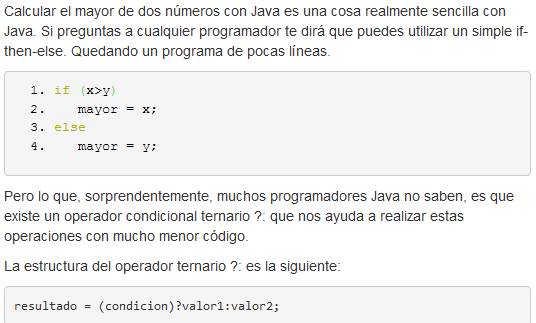 Calcular el mayor de dos números con Java es una cosa realmente sencilla con
Java. Si preguntas a cualquier programador te dirá que puedes utilizar un simple if-
then-else. Quedando un programa de pocas líneas.
1. if (x>y)
2. mayor = x;
3. else
4. mayor = y;
Pero lo que, sorprendentemente, muchos programadores Java no saben, es que
existe un operador condicional ternario ?: que nos ayuda a realizar estas
operaciones con mucho menor código.
La estructura del operador ternario ?: es la siguiente:
resultado = (condicion)?valor1:valor2;